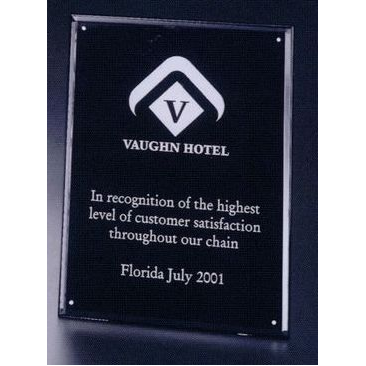 V
VAUGHN HOTEL
In recognition of the highest
level of customer satisfaction
throughout our chain
Florida July 2001